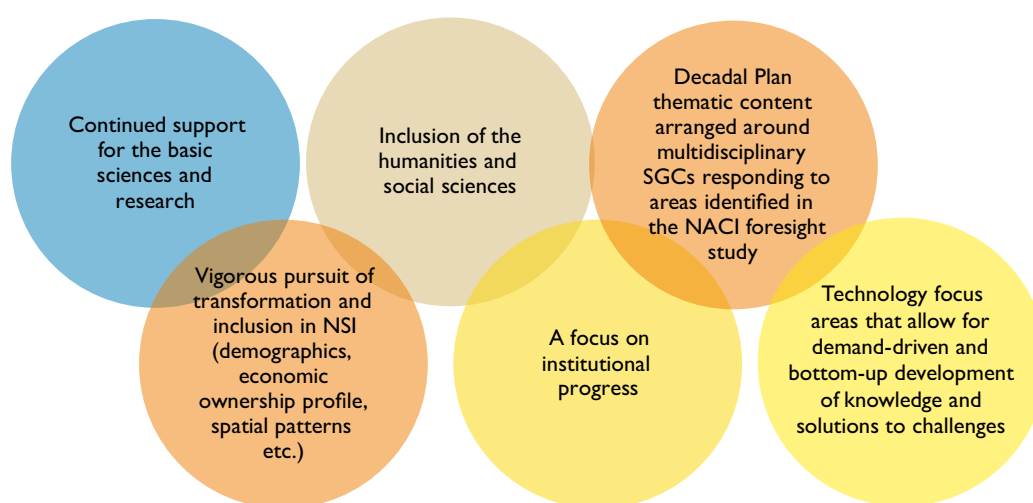 Continued support
for the basic
sciences and
research
Vigorous pursuit of
transformation and
inclusion in NSI
(demographics,
economic
ownership profile,
spatial patterns
etc.)
Inclusion of the
humanities and
social sciences
A focus on
institutional
progress
Decadal Plan
thematic content
arranged around
multidisciplinary
SGCs responding to
areas identified in
the NACI foresight
study
Technology focus
areas that allow for
demand-driven and
bottom-up development
of knowledge and
solutions to challenges